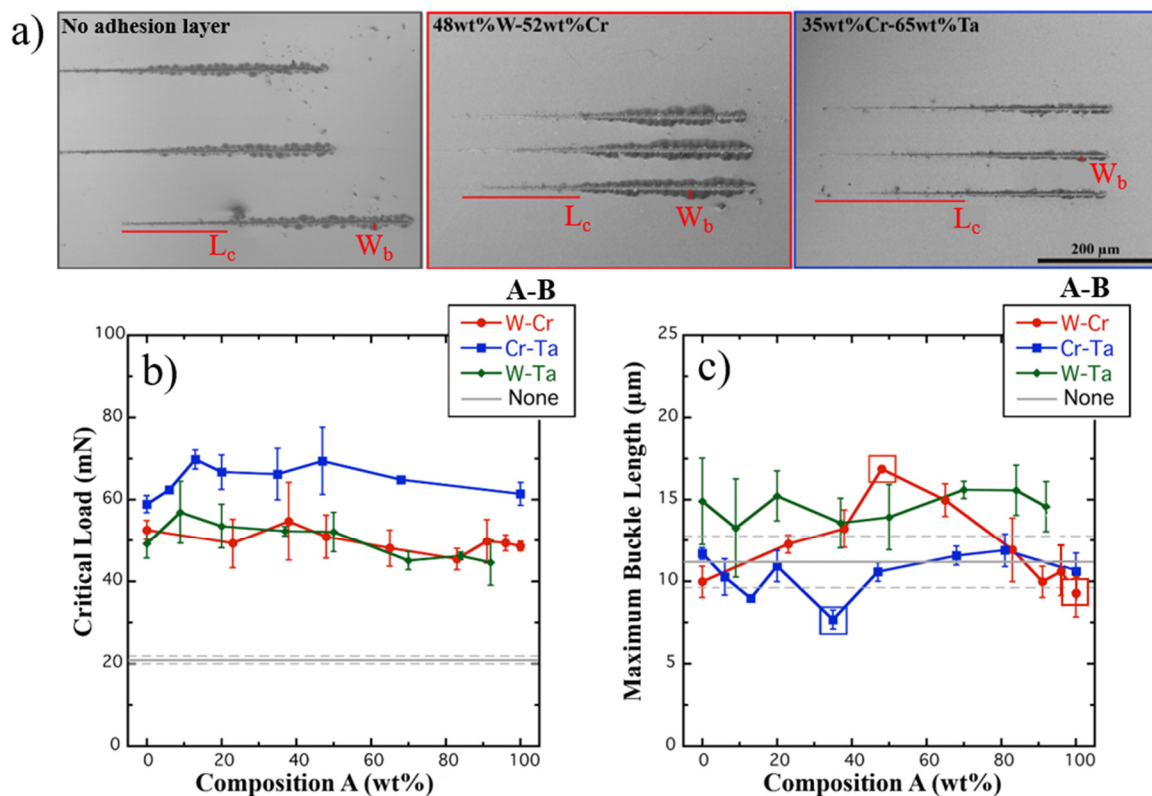 a)
No adhesion layer
48wt%W-52wt%Cr
35wt%Cr-65wt%Ta
Lc
Wb
Lc
Wb
Lc
Wb
200 µm
A-B
W-Cr
Cr-Ta
W-Ta
None
b)
Critical Load (mN)
100
80
60
40
20
0
0 20 40 60 80 100
Composition A (wt%)
A-B
W-Cr
Cr-Ta
W-Ta
None
c)
Maximum Buckle Length (µm)
25
20
15
10
5
0
0 20 40 60 80 100
Composition A (wt%)